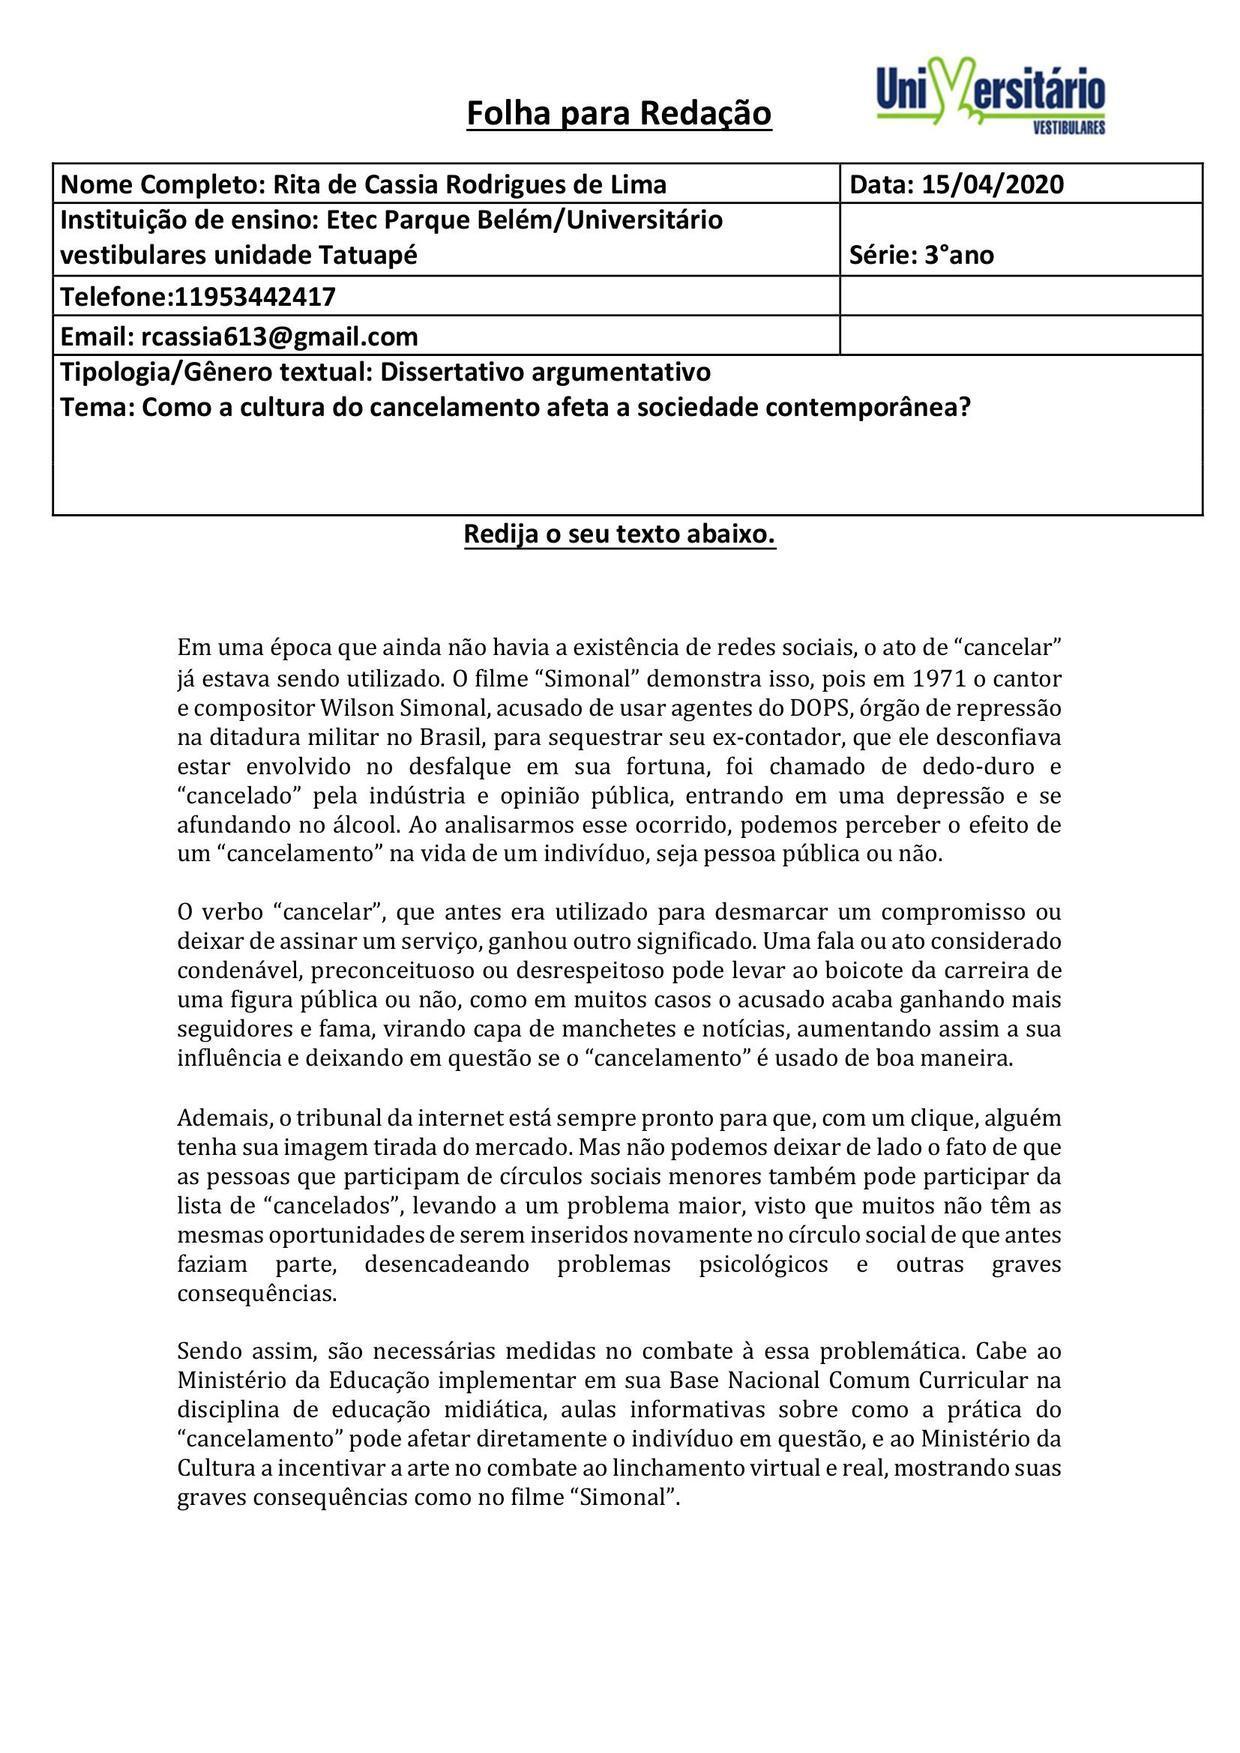 Folha para Redação
Universitário
VESTIBULARES
Nome Completo: Rita de Cassia Rodrigues de Lima
Data: 15/04/2020
Instituição de ensino: Etec Parque Belém/Universitário
vestibulares unidade Tatuapé
Série: 3°ano
Telefone:11953442417
Email: rcassia613@gmail.com
Tipologia/Gênero textual: Dissertativo argumentativo
Tema: Como a cultura do cancelamento afeta a sociedade contemporânea?
Redija o seu texto abaixo.
Em uma época que ainda não havia a existência de redes sociais, o ato de “cancelar”
já estava sendo utilizado. O filme “Simonal” demonstra isso, pois em 1971 o cantor
e compositor Wilson Simonal, acusado de usar agentes do DOPS, órgão de repressão
na ditadura militar no Brasil, para sequestrar seu ex-contador, que ele desconfiava
estar envolvido no desfalque em sua fortuna, foi chamado de dedo-duro e
“cancelado” pela indústria e opinião pública, entrando em uma depressão e se
afundando no álcool. Ao analisarmos esse ocorrido, podemos perceber o efeito de
um “cancelamento” na vida de um indivíduo, seja pessoa pública ou não.
O verbo “cancelar”, que antes era utilizado para desmarcar um compromisso ou
deixar de assinar um serviço, ganhou outro significado. Uma fala ou ato considerado
condenável, preconceituoso ou desrespeitoso pode levar ao boicote da carreira de
uma figura pública ou não, como em muitos casos o acusado acaba ganhando mais
seguidores e fama, virando capa de manchetes e notícias, aumentando assim a sua
influência e deixando em questão se o “cancelamento” é usado de boa maneira.
Ademais, o tribunal da internet está sempre pronto para que, com um clique, alguém
tenha sua imagem tirada do mercado. Mas não podemos deixar de lado o fato de que
as pessoas que participam de círculos sociais menores também pode participar da
lista de “cancelados”, levando a um problema maior, visto que muitos não têm as
mesmas oportunidades de serem inseridos novamente no círculo social de que antes
faziam parte, desencadeando problemas psicológicos e outras graves
consequências.
Sendo assim, são necessárias medidas no combate à essa problemática. Cabe ao
Ministério da Educação implementar em sua Base Nacional Comum Curricular na
disciplina de educação midiática, aulas informativas sobre como a prática do
“cancelamento” pode afetar diretamente o indivíduo em questão, e ao Ministério da
Cultura a incentivar a arte no combate ao linchamento virtual e real, mostrando suas
graves consequências como no filme “Simonal”.